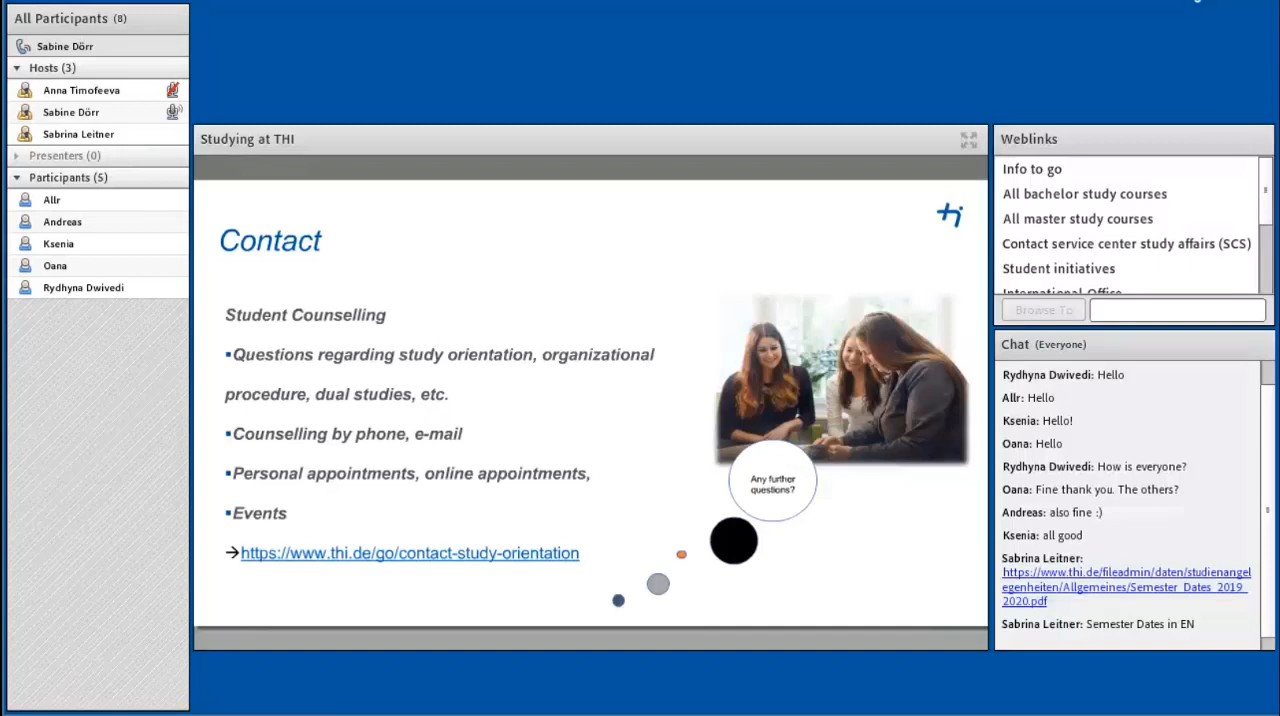 All Participants (8)
Sabine Dörr
Hosts (3)
Anna Timofeeva
Sabine Dörr
Sabrina Leitner
Presenters (0)
Participants (5)
Allr
Andreas
Ksenia
Oana
Rydhyna Dwivedi
Studying at THI
thi
Contact
Student Counselling
▪Questions regarding study orientation, organizational
procedure, dual studies, etc.
▪Counselling by phone, e-mail
▪Personal appointments, online appointments,
▪Events
→https://www.thi.de/go/contact-study-orientation
Any further
questions?
Weblinks
Info to go
All bachelor study courses
All master study courses
Contact service center study affairs (SCS)
Student initiatives
International Office
Browse To
Chat (Everyone)
Rydhyna Dwivedi: Hello
Allr: Hello
Ksenia: Hello!
Oana: Hello
Rydhyna Dwivedi: How is everyone?
Oana: Fine thank you. The others?
Andreas: also fine :)
Ksenia: all good
Sabrina Leitner:
https://www.thi.de/fileadmin/daten/studienangel
egenheiten/Allgemeines/Semester_Dates_2019_
2020.pdf
Sabrina Leitner: Semester Dates in EN